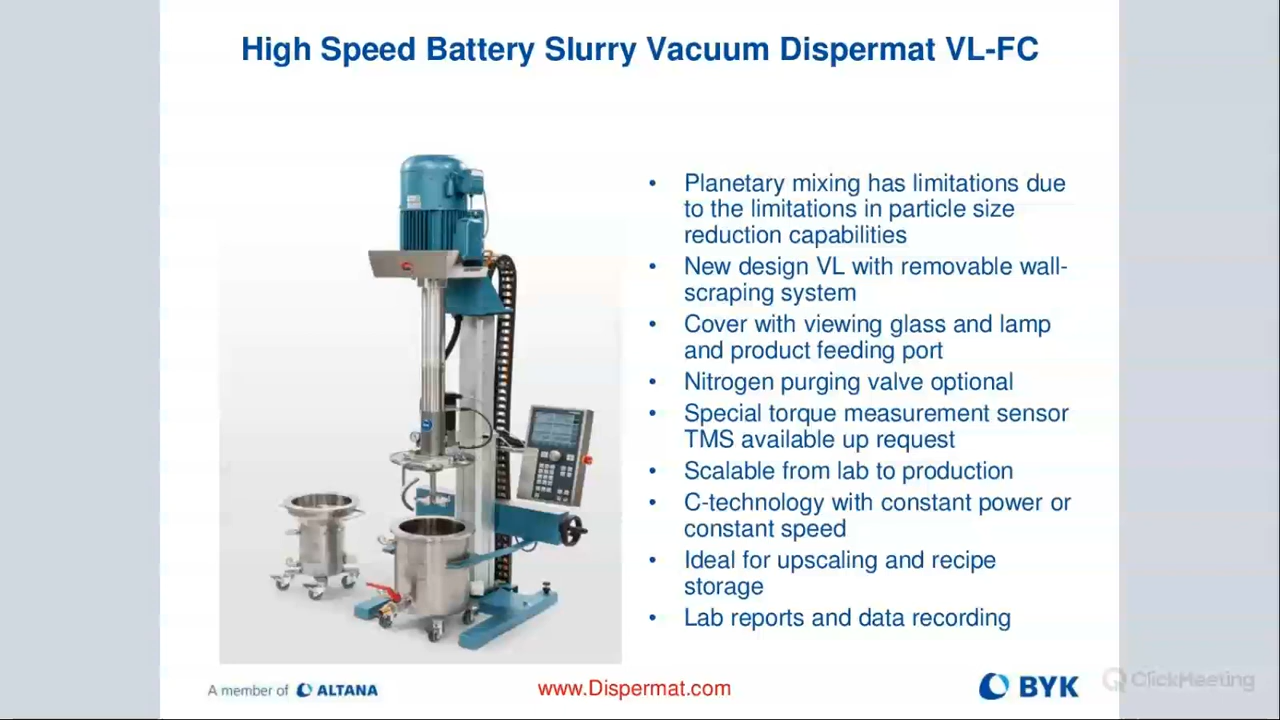 High Speed Battery Slurry Vacuum Dispermat VL-FC
• Planetary mixing has limitations due
to the limitations in particle size
reduction capabilities
• New design VL with removable wall-
scraping system
• Cover with viewing glass and lamp
and product feeding port
• Nitrogen purging valve optional
• Special torque measurement sensor
TMS available up request
• Scalable from lab to production
• C-technology with constant power or
constant speed
• Ideal for upscaling and recipe
storage
• Lab reports and data recording
A member of ALTANA
www.Dispermat.com
BYK
ClickMeeting